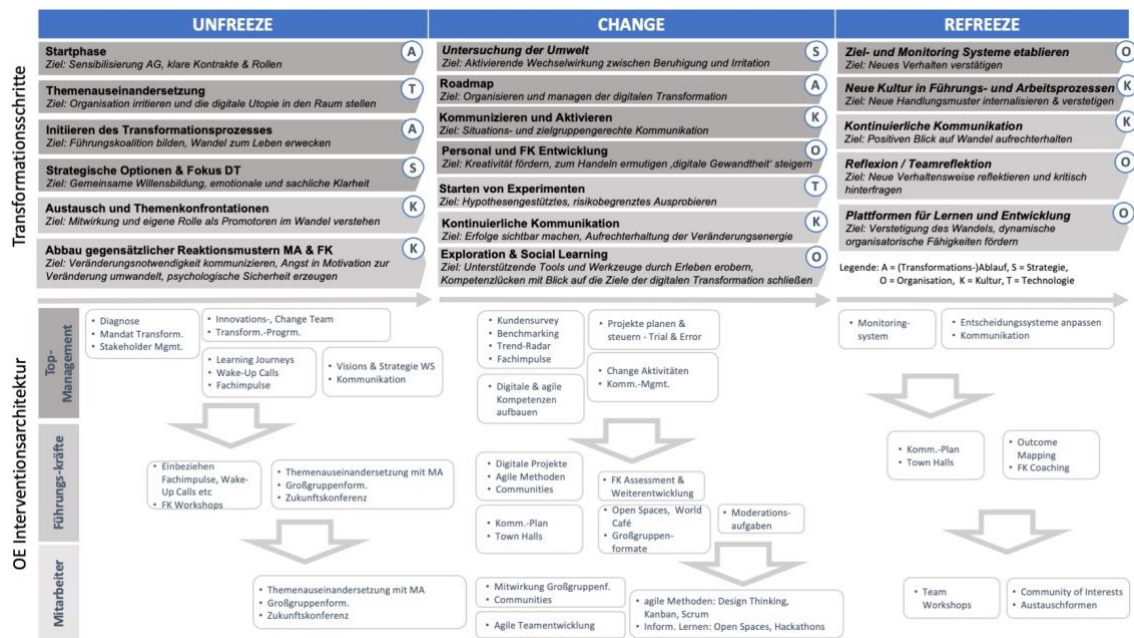 UNFREEZE
CHANGE
REFREEZE
Transformationsschritte
Startphase
Ziel: Sensibilisierung AG, klare Kontrakte & Rollen
A
Themenauseinandersetzung
Ziel: Organisation irritieren und die digitale Utopie in den Raum stellen
T
Initiieren des Transformationsprozesses
Ziel: Führungskoalition bilden, Wandel zum Leben erwecken
A
Strategische Optionen & Fokus DT
Ziel: Gemeinsame Willensbildung, emotionale und sachliche Klarheit
S
Austausch und Themenkonfrontationen
Ziel: Mitwirkung und eigene Rolle als Promotoren im Wandel verstehen
K
Abbau gegensätzlicher Reaktionsmustern MA & FK
Ziel: Veränderungsnotwendigkeit kommunizieren, Angst in Motivation zur
Veränderung umwandelt, psychologische Sicherheit erzeugen
K
Untersuchung der Umwelt
Ziel: Aktivierende Wechselwirkung zwischen Beruhigung und Irritation
S
Roadmap
Ziel: Organisieren und managen der digitalen Transformation
A
Kommunizieren und Aktivieren
Ziel: Situations- und zielgruppengerechte Kommunikation
K
Personal und FK Entwicklung
Ziel: Kreativität fördern, zum Handeln ermutigen ‚digitale Gewandtheit' steigern
O
Starten von Experimenten
Ziel: Hypothesengestütztes, risikobegrenztes Ausprobieren
T
Kontinuierliche Kommunikation
Ziel: Erfolge sichtbar machen, Aufrechterhaltung der Veränderungsenergie
K
Exploration & Social Learning
Ziel: Unterstützende Tools und Werkzeuge durch Erleben erobern,
Kompetenzlücken mit Blick auf die Ziele der digitalen Transformation schließen
O
Ziel- und Monitoring Systeme etablieren
Ziel: Neues Verhalten verstätigen
O
Neue Kultur in Führungs- und Arbeitsprozessen
Ziel: Neue Handlungsmuster internalisieren & verstetigen
K
Kontinuierliche Kommunikation
Ziel: Positiven Blick auf Wandel aufrechterhalten
K
Reflexion / Teamreflektion
Ziel: Neue Verhaltensweise reflektieren und kritisch
hinterfragen
O
Plattformen für Lernen und Entwicklung
Ziel: Verstetigung des Wandels, dynamische
organisatorische Fähigkeiten fördern
O
Legende: A = (Transformations-)Ablauf, S = Strategie,
O = Organisation, K = Kultur, T = Technologie
OE Interventionsarchitektur
Top-
Management
• Diagnose
• Mandat Transform.
• Stakeholder Mgmt.
• Innovations-, Change Team
• Transform.-Progrm.
• Learning Journeys
• Wake-Up Calls
• Fachimpulse
• Visions & Strategie WS
• Kommunikation
• Kundensurvey
• Benchmarking
• Trend-Radar
• Fachimpulse
• Projekte planen &
steuern - Trial & Error
• Digitale & agile
Kompetenzen
aufbauen
• Change Aktivitäten
• Komm.-Mgmt.
• Monitoring-
system
• Entscheidungssysteme anpassen
• Kommunikation
Führungs-kräfte
• Einbeziehen
Fachimpulse, Wake-
Up Calls etc
• FK Workshops
• Themenauseinandersetzung mit MA
• Großgruppenform.
• Zukunftskonferenz
• Digitale Projekte
• Agile Methoden
• Communities
• FK Assessment &
Weiterentwicklung
• Komm.-Plan
• Town Halls
• Open Spaces, World
Café
• Großgruppen-
formate
• Moderations-
aufgaben
• Komm.-Plan
• Town Halls
• Outcome
Mapping
• FK Coaching
Mitarbeiter
• Themenauseinandersetzung mit MA
• Großgruppenform.
• Zukunftskonferenz
• Mitwirkung Großgruppenf.
• Communities
• Agile Teamentwicklung
• agile Methoden: Design Thinking,
Kanban, Scrum
• Inform. Lernen: Open Spaces, Hackathons
• Team
Workshops
• Community of Interests
• Austauschformen